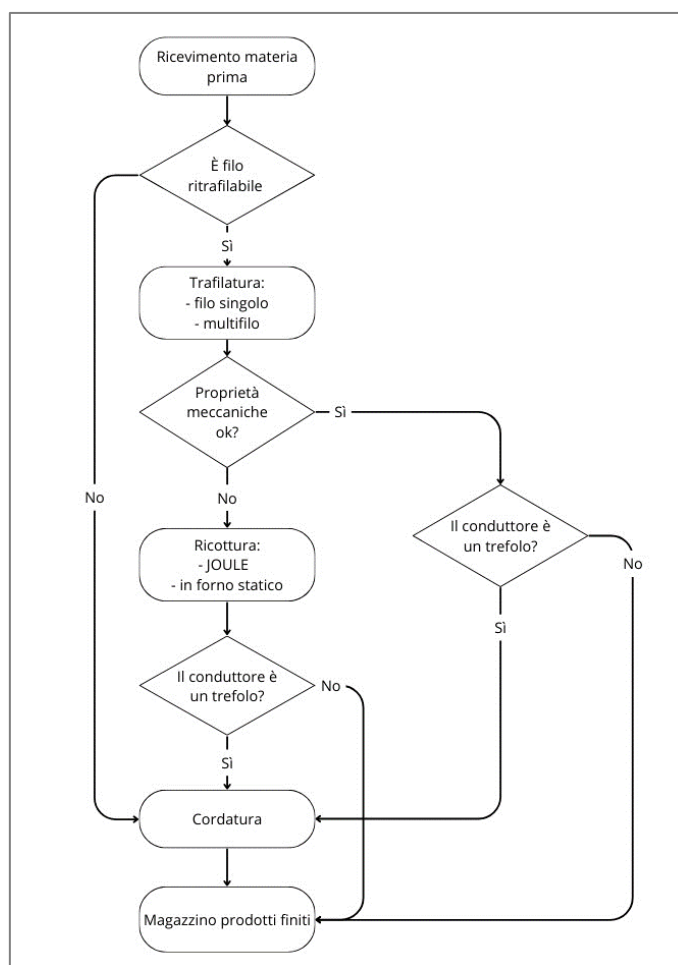 Ricevimento materia
prima
È filo
ritrafilabile
Sì
Trafilatura:
- filo singolo
- multifilo
Proprietà
meccaniche
ok?
Sì
No
No
Il conduttore è
un trefolo?
No
Ricottura:
- JOULE
- in forno statico
Sì
Il conduttore è
un trefolo?
No
Sì
Cordatura
Magazzino prodotti finiti